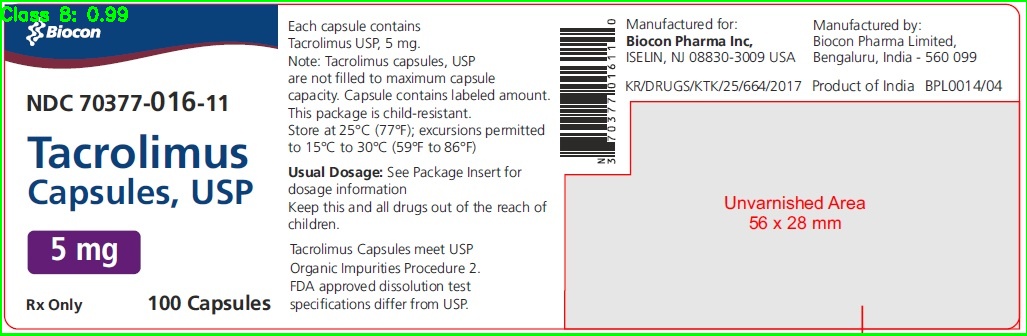 Class 8: 0.99
Biocon
NDC 70377-016-11
Tacrolimus
Capsules, USP
5 mg
Rx Only 100 Capsules
Each capsule contains
Tacrolimus USP, 5 mg.
Note: Tacrolimus capsules, USP
are not filled to maximum capsule
capacity. Capsule contains labeled amount.
This package is child-resistant.
Store at 25°C (77°F); excursions permitted
to 15°C to 30°C (59°F to 86°F)
Usual Dosage: See Package Insert for
dosage information
Keep this and all drugs out of the reach of
children.
Tacrolimus Capsules meet USP
Organic Impurities Procedure 2.
FDA approved dissolution test
specifications differ from USP.
N
3 70377 01611 0
Manufactured for:
Biocon Pharma Inc,
ISELIN, NJ 08830-3009 USA
KR/DRUGS/KTK/25/664/2017
Manufactured by:
Biocon Pharma Limited,
Bengaluru, India - 560 099
Product of India BPL0014/04
Unvarnished Area
56 x 28 mm